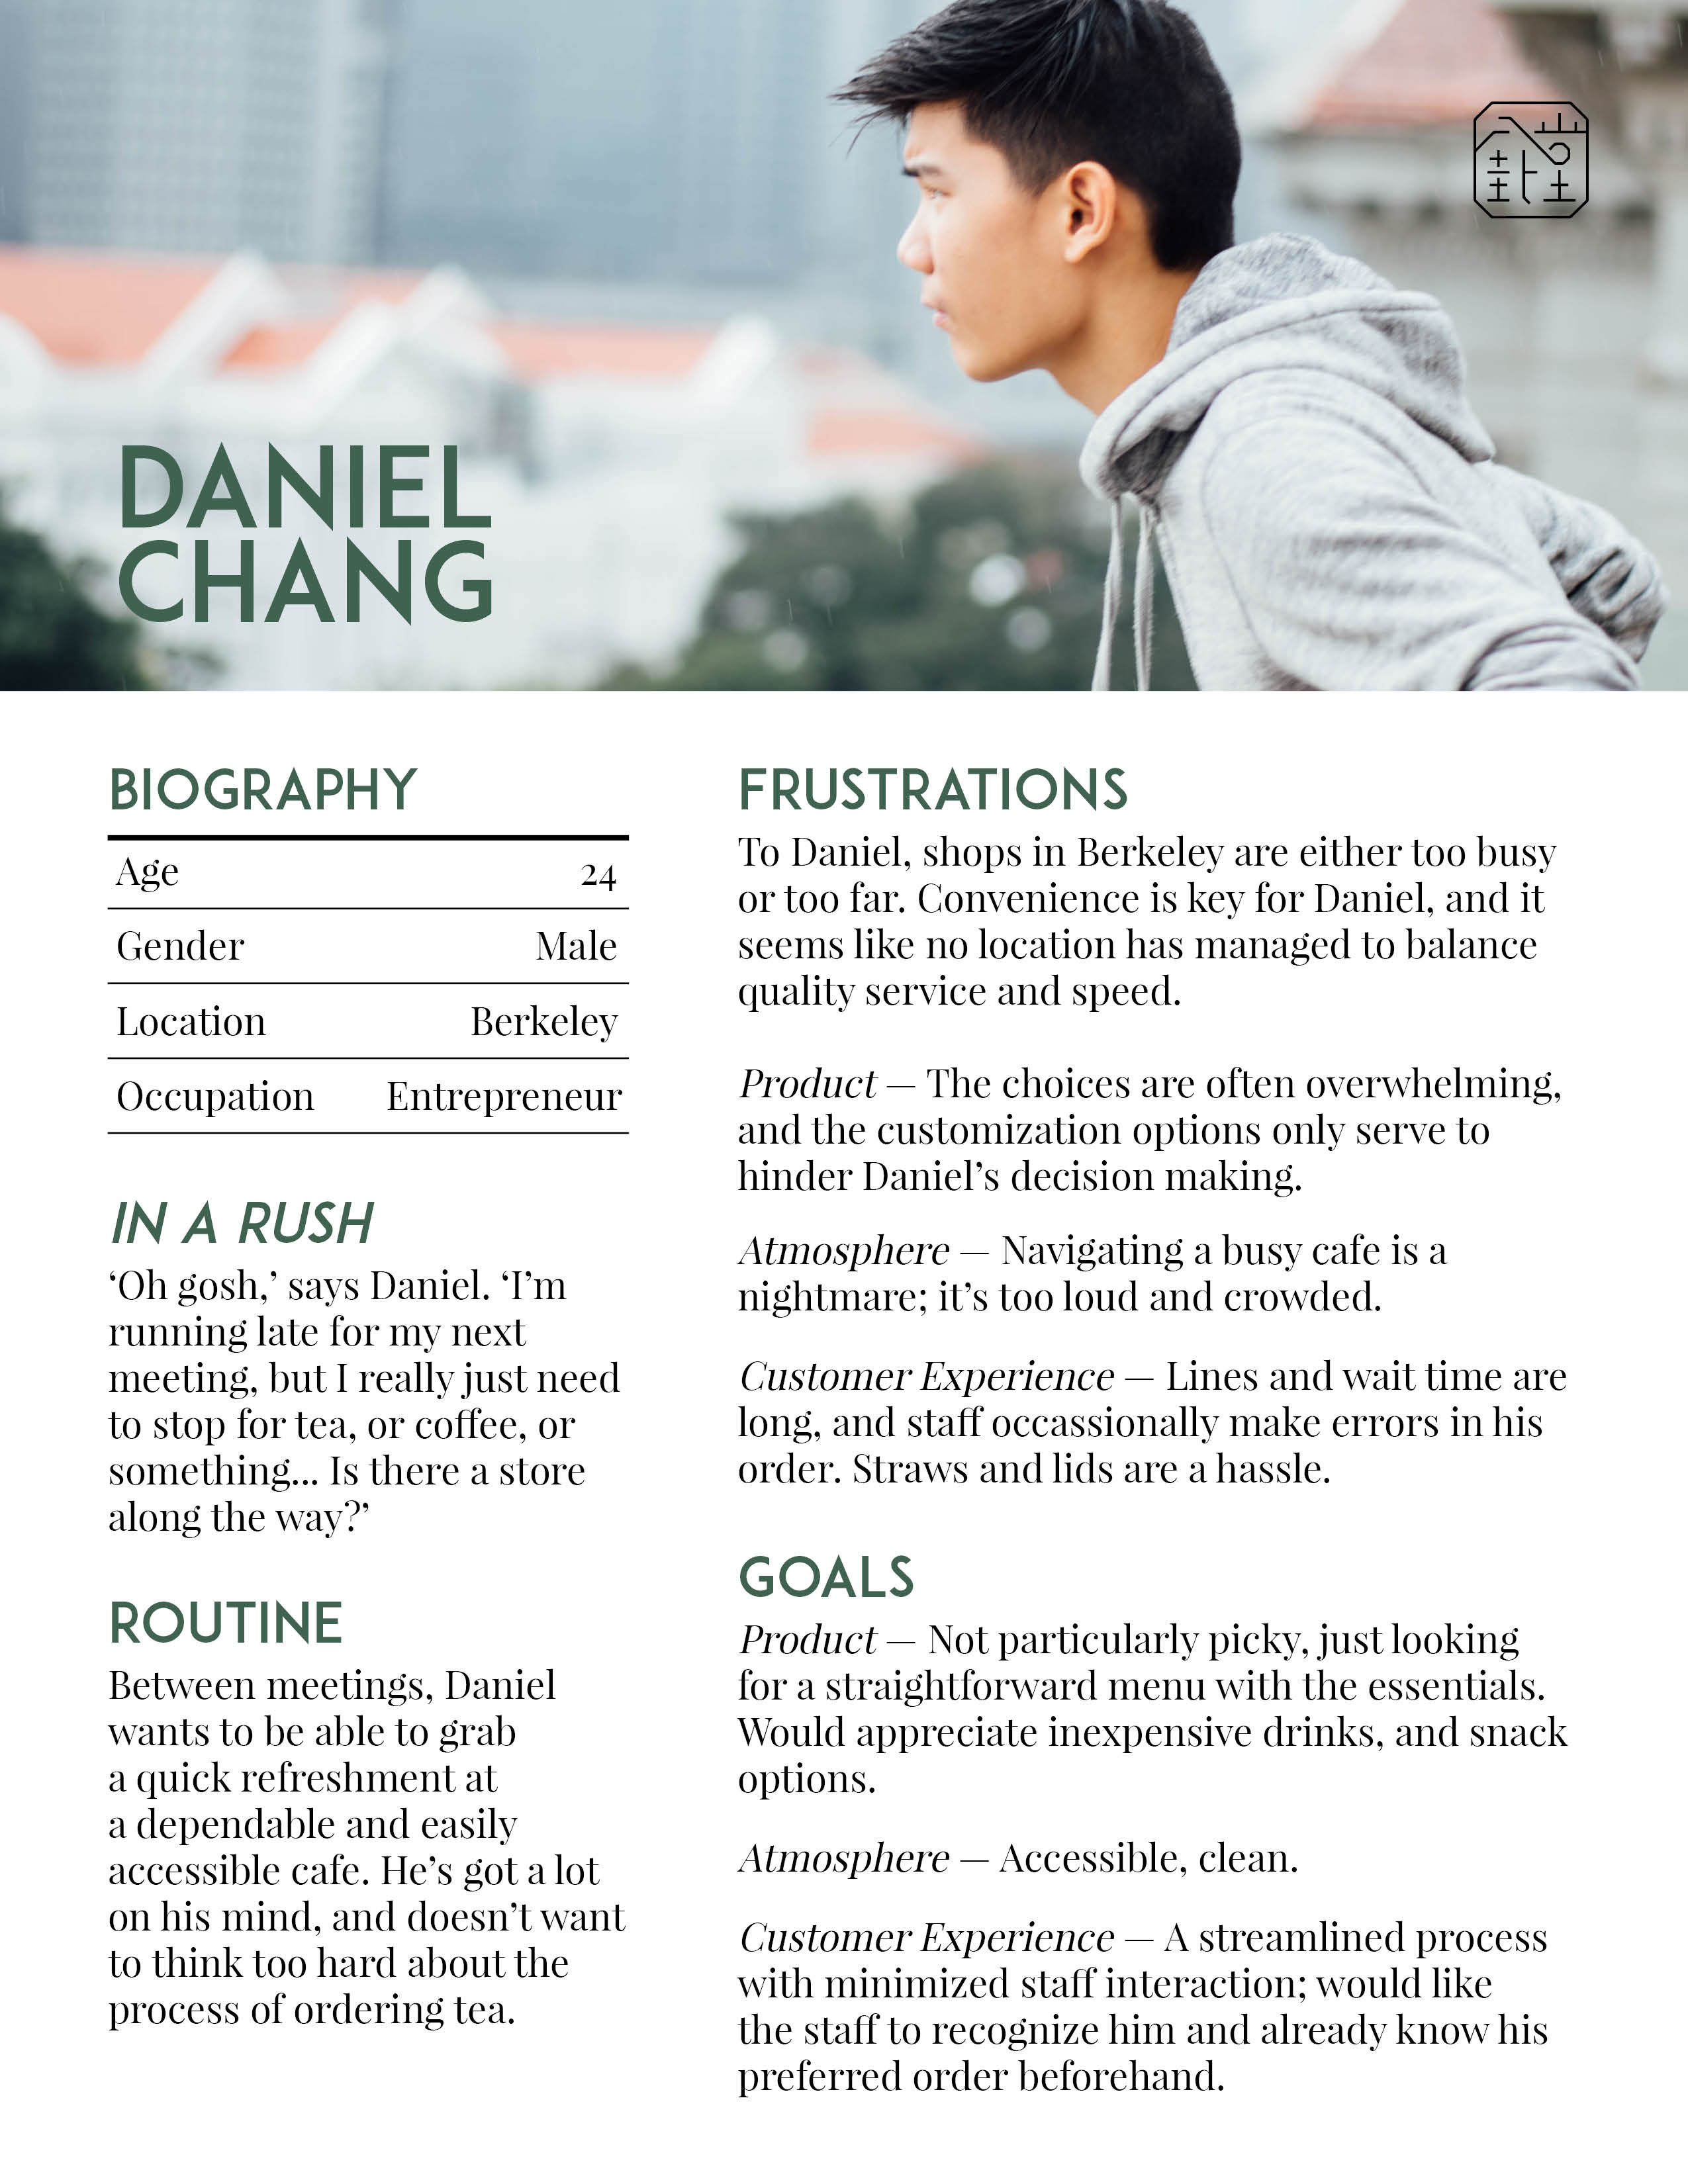 DANIEL
CHANG
BIOGRAPHY
Age 24
Gender Male
Location Berkeley
Occupation Entrepreneur
IN A RUSH
‘Oh gosh,’ says Daniel. ‘I’m
running late for my next
meeting, but I really just need
to stop for tea, or coffee, or
something... Is there a store
along the way?’
ROUTINE
Between meetings, Daniel
wants to be able to grab
a quick refreshment at
a dependable and easily
accessible cafe. He’s got a lot
on his mind, and doesn’t want
to think too hard about the
process of ordering tea.
FRUSTRATIONS
To Daniel, shops in Berkeley are either too busy
or too far. Convenience is key for Daniel, and it
seems like no location has managed to balance
quality service and speed.
Product — The choices are often overwhelming,
and the customization options only serve to
hinder Daniel’s decision making.
Atmosphere — Navigating a busy cafe is a
nightmare; it’s too loud and crowded.
Customer Experience — Lines and wait time are
long, and staff occassionally make errors in his
order. Straws and lids are a hassle.
GOALS
Product — Not particularly picky, just looking
for a straightforward menu with the essentials.
Would appreciate inexpensive drinks, and snack
options.
Atmosphere — Accessible, clean.
Customer Experience — A streamlined process
with minimized staff interaction; would like
the staff to recognize him and already know his
preferred order beforehand.